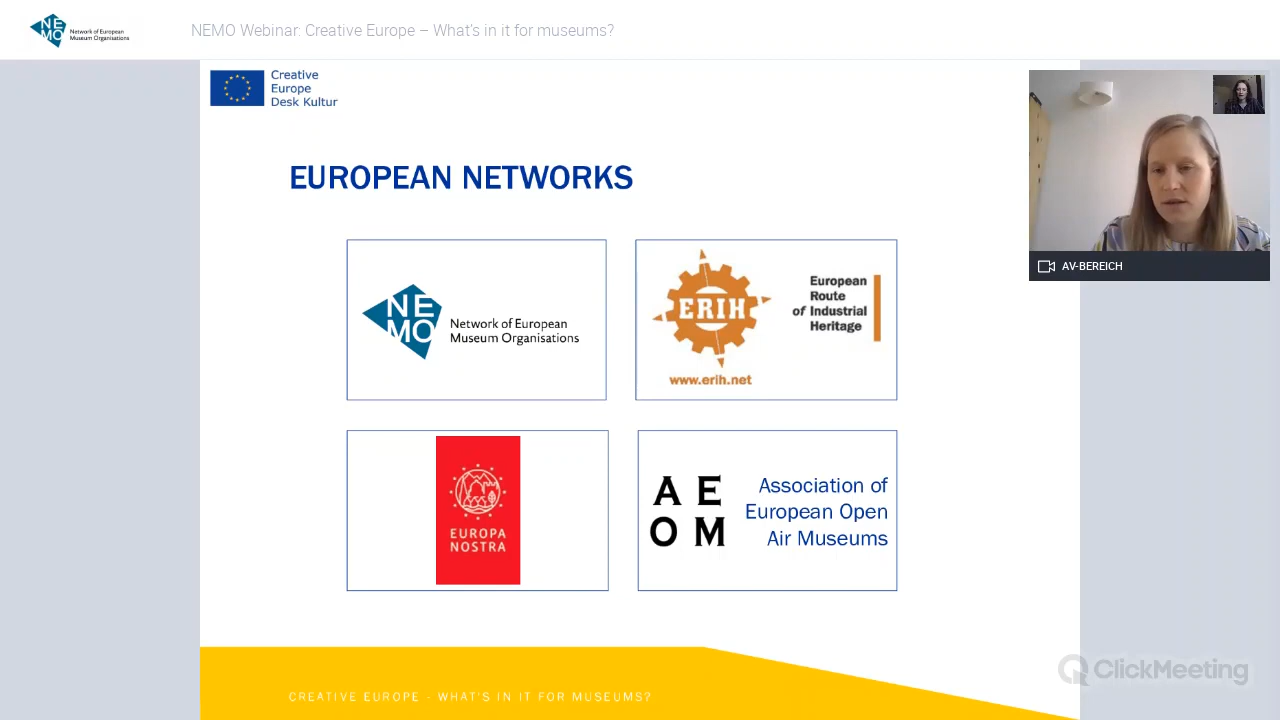 NE
MO
Network of European
Museum Organisations
NEMO Webinar: Creative Europe – What's in it for museums?
Creative
Europe
Desk Kultur
AV-BEREICH
EUROPEAN NETWORKS
NE
MO
Network of European
Museum Organisations
ERIH
www.erih.net
European
Route
of Industrial
Heritage
EUROPA
NOSTRA
A E
O M
Association of
European Open
Air Museums
CREATIVE EUROPE - WHAT'S IN IT FOR MUSEUMS?
ClickMeeting